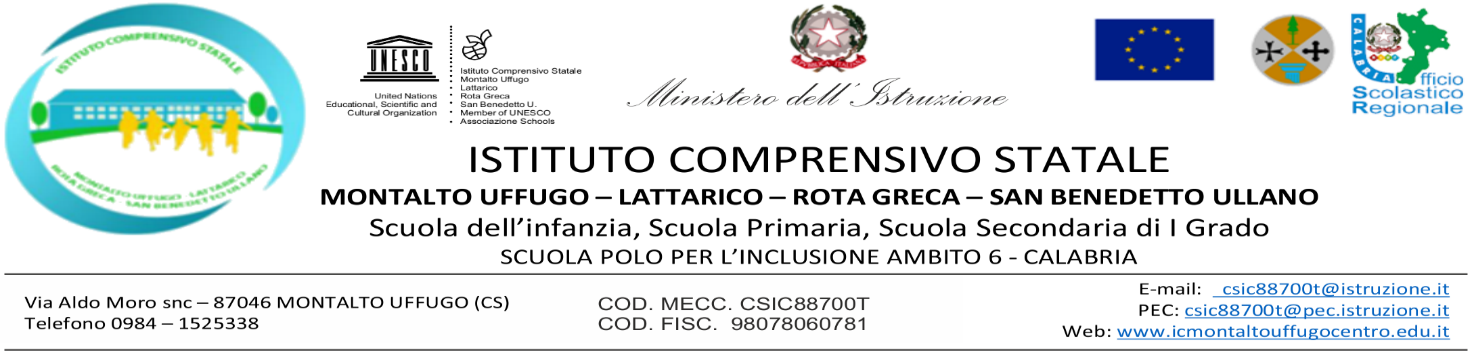 ISTITUTO COMPRENSIVO STATALE
MONTALTO UFFUGO - LATTARICO
ROTA GRECA - SAN BENEDETTO ULLANO
UNESCO
United Nations
Educational, Scientific and
Cultural Organization
Istituto Comprensivo Statale
Montalto Uffugo
Lattarico
Rota Greca
San Benedetto U.
Member of UNESCO
Associazione Schools
Ministero dell'Istruzione
CALABRIA
Ufficio
Scolastico
Regionale
ISTITUTO COMPRENSIVO STATALE
MONTALTO UFFUGO – LATTARICO – ROTA GRECA – SAN BENEDETTO ULLANO
Scuola dell’infanzia, Scuola Primaria, Scuola Secondaria di I Grado
SCUOLA POLO PER L’INCLUSIONE AMBITO 6 - CALABRIA
Via Aldo Moro snc – 87046 MONTALTO UFFUGO (CS)
Telefono 0984 – 1525338
COD. MECC. CSIC88700T
COD. FISC. 98078060781
E-mail: csic88700t@istruzione.it
PEC: csic88700t@pec.istruzione.it
Web: www.icmontaltouffugocentro.edu.it